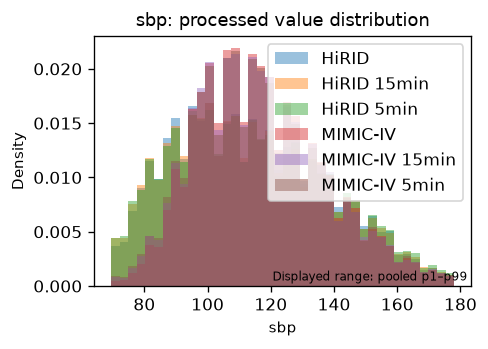 sbp: processed value distribution
Density
0.020
0.015
0.010
0.005
0.000
HiRID
HiRID 15min
HiRID 5min
MIMIC-IV
MIMIC-IV 15min
MIMIC-IV 5min
Displayed range: pooled p1–p99
80 100 120 140 160 180
sbp